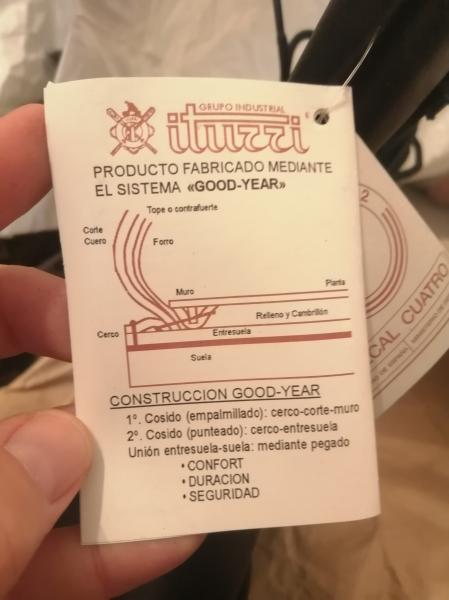 GRUPO INDUSTRIAL
ituzzi
PRODUCTO FABRICADO MEDIANTE
EL SISTEMA «GOOD-YEAR»
Tope o contrafuerte
Corte
Cuero
Forro
Muro
Planta
Relleno y Cambrillón
Cerco
Entresuela
Suela
CONSTRUCCION GOOD-YEAR
1º. Cosido (empalmillado): cerco-corte-muro
2º. Cosido (punteado): cerco-entresuela
Unión entresuela-suela: mediante pegado
• CONFORT
• DURACION
• SEGURIDAD
2
CAL CUATRO